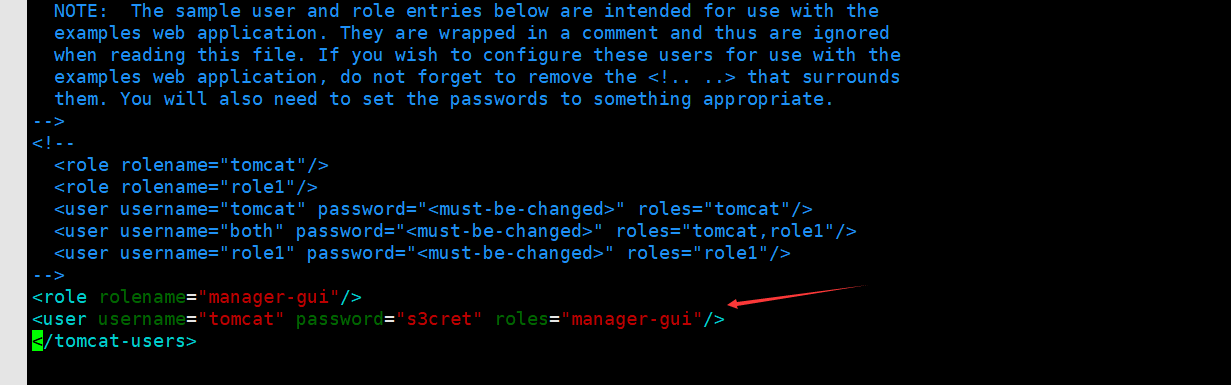 NOTE:  The sample user and role entries below are intended for use with the
examples web application. They are wrapped in a comment and thus are ignored
when reading this file. If you wish to configure these users for use with the
examples web application, do not forget to remove the <!.. ..> that surrounds
them. You will also need to set the passwords to something appropriate.
-->
<!--
  <role rolename="tomcat"/>
  <role rolename="role1"/>
  <user username="tomcat" password="<must-be-changed>" roles="tomcat"/>
  <user username="both" password="<must-be-changed>" roles="tomcat,role1"/>
  <user username="role1" password="<must-be-changed>" roles="role1"/>
-->
<role rolename="manager-gui"/>
<user username="tomcat" password="s3cret" roles="manager-gui"/>
</tomcat-users>